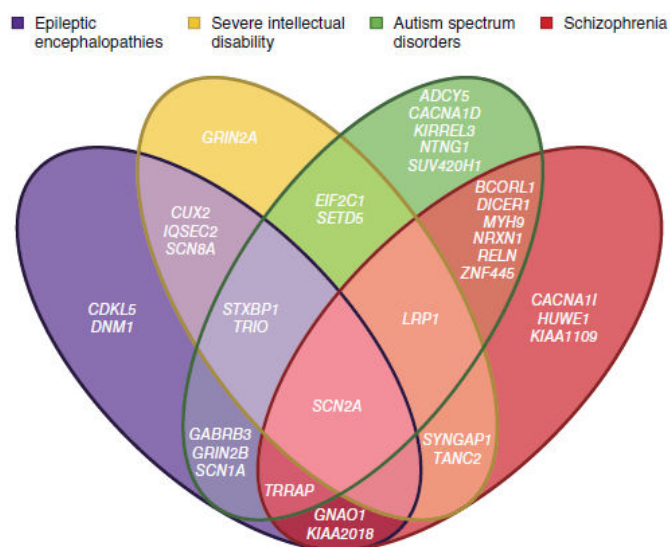 Epileptic encephalopathies
Severe intellectual disability
Autism spectrum disorders
Schizophrenia
ADCY5
CACNA1D
KIRREL3
NTNG1
SUV420H1
GRIN2A
EIF2C1
SETD5
BCORL1
DICER1
MYH9
NRXN1
RELN
ZNF445
CUX2
IQSEC2
SCN8A
CDKL5
DNM1
STXBP1
TRIO
LRP1
CACNA1I
HUWE1
KIAA1109
SCN2A
GABRB3
GRIN2B
SCN1A
SYNGAP1
TANC2
TRRAP
GNAO1
KIAA2018